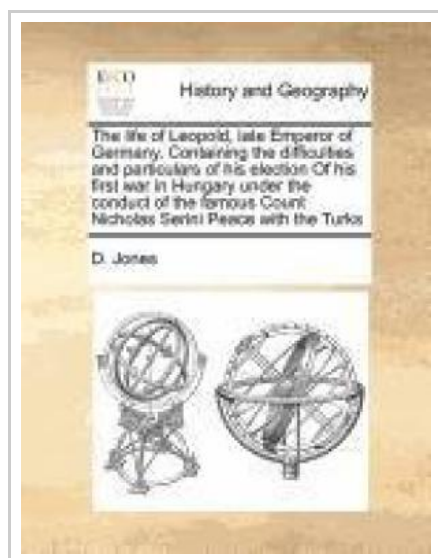 ECCO
History and Geography
The life of Leopold, late Emperor of
Germany. Containing the difficulties
and particulars of his election Of his
first war in Hungary under the
conduct of the famous Count
Nicholas Serini Peace with the Turks
D. Jones